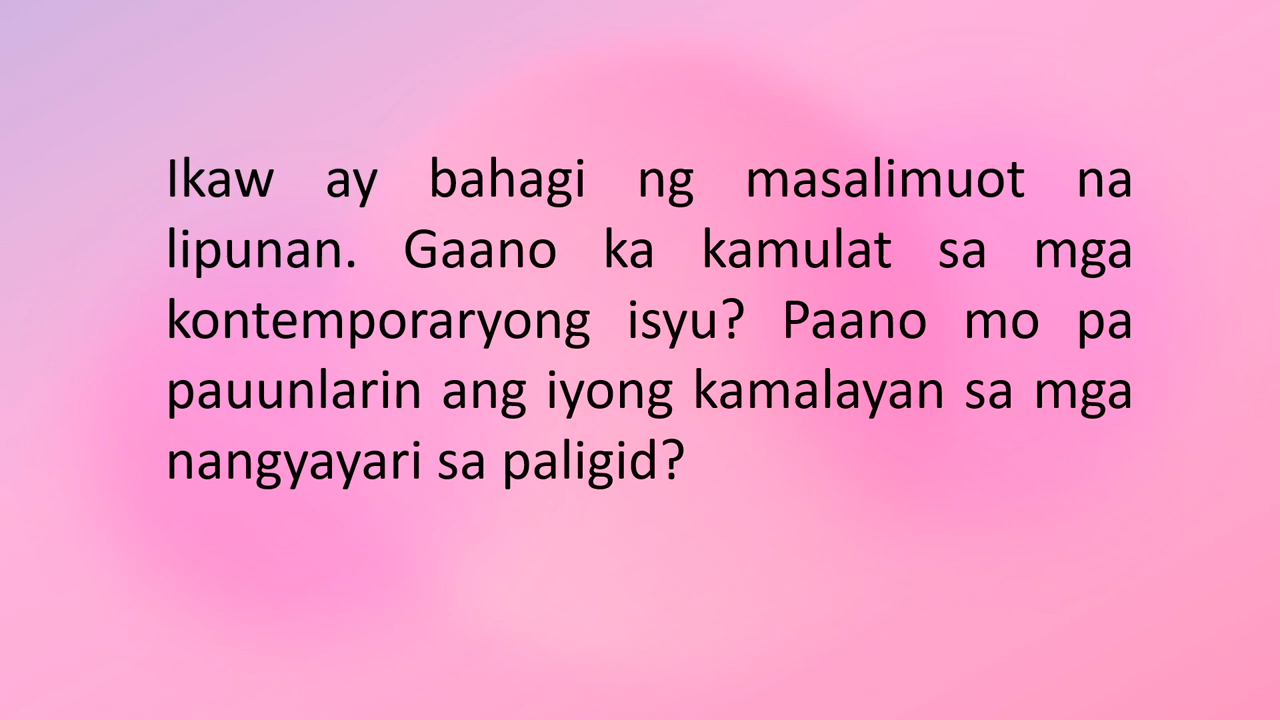 Ikaw ay bahagi ng masalimuot na
lipunan. Gaano ka kamulat sa mga
kontemporaryong isyu? Paano mo pa
pauunlarin ang iyong kamalayan sa mga
nangyayari sa paligid?